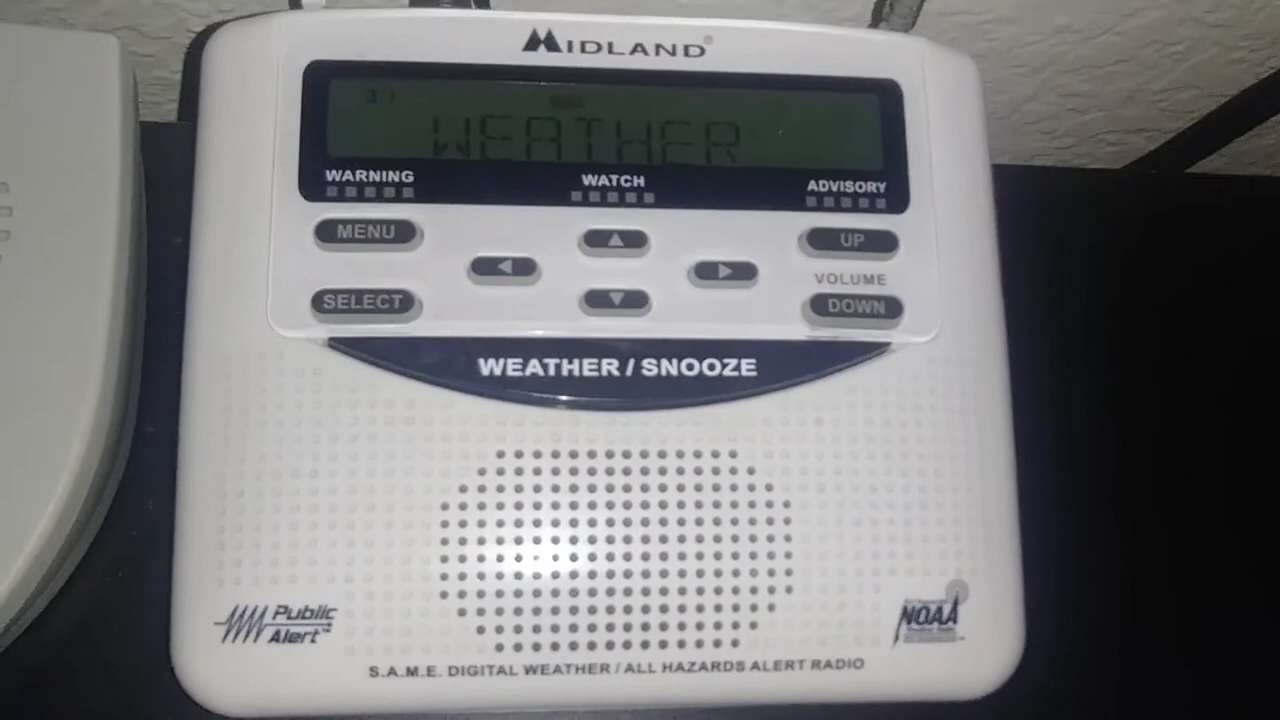 MIDLAND®
WEATHER
WARNING
WATCH
ADVISORY
MENU
UP
VOLUME
SELECT
DOWN
WEATHER / SNOOZE
Public
Alert™
NOAA
S.A.M.E. DIGITAL WEATHER / ALL HAZARDS ALERT RADIO